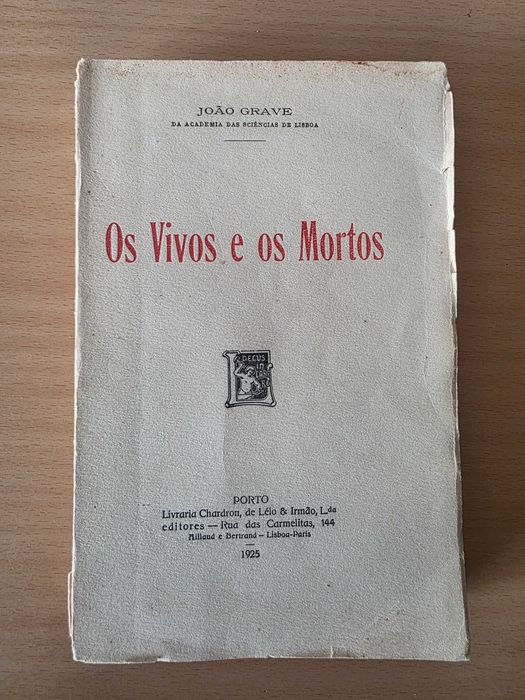 JOÃO GRAVE
DA ACADEMIA DAS SCIÊNCIAS DE LISBOA
Os Vivos e os Mortos
DECUS
IN
PORTO
Livraria Chardron, de Lélo & Irmão, L.da
editores — Rua das Carmelitas, 144
Aillaud e Bertrand — Lisboa-Paris
1925